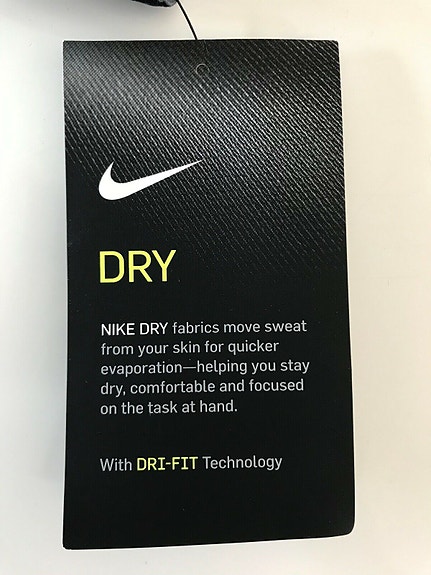 DRY
NIKE DRY fabrics move sweat
from your skin for quicker
evaporation—helping you stay
dry, comfortable and focused
on the task at hand.
With DRI-FIT Technology